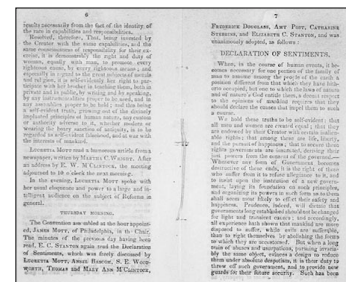 6
equally necessarily from the fact of the identity of
the race in capabilities and responsibilities.
Resolved, therefore, That, being invested by
the Creator with the same capabilities, and the
same consciousness of responsibility for their ex-
ercise, it is demonstrably the right and duty of
woman, equally with man, to promote every
righteous cause, by every righteous means; and
especially in regard to the great subjects of morals
and religion, it is self-evidently her right to par-
ticipate with her brother in teaching them, both in
private and in public, by writing and by speaking,
by any instrumentalities proper to be used, and in
any assemblies proper to be held; and this being
a self-evident truth, growing out of the divinely
implanted principles of human nature, any custom
or authority adverse to it, whether modern or
wearing the hoary sanction of antiquity, is to be
regarded as self-evident falsehood, and at war with
the interests of mankind.
LUCRETIA MOTT read a humorous article from a
newspaper, written by MARTHA C. WRIGHT. After
an address by E. W. M'CLINTOCK, the meeting
adjourned to 10 o'clock the next morning.
In the evening, LUCRETIA MOTT spoke with
her usual eloquence and power to a large and in-
telligent audience on the subject of Reforms in
general.
THURSDAY MORNING.
The Convention assembled at the hour appoint-
ed, JAMES MOTT, of Philadelphia, in the Chair.
The minutes of the previous day having been
read, E. C. STANTON again read the Declaration
of Sentiments, which was freely discussed by
LUCRETIA MOTT, ANSEL BASCOM, S. E. WOOD-
WORTH, THOMAS and MARY ANN M'CLINTOCK,
7
FREDERICK DOUGLASS, AMY POST, CATHARINE
STEBBINS, and ELIZABETH C. STANTON, and was
unanimously adopted, as follows:
DECLARATION OF SENTIMENTS.
When, in the course of human events, it be-
comes necessary for one portion of the family of
man to assume among the people of the earth a
position different from that which they have hith-
erto occupied, but one to which the laws of nature
and of nature's God entitle them, a decent respect
to the opinions of mankind requires that they
should declare the causes that impel them to such
a course.
We hold these truths to be self-evident: that
all men and women are created equal; that they
are endowed by their Creator with certain inalien-
able rights; that among these are life, liberty,
and the pursuit of happiness; that to secure these
rights governments are instituted, deriving their
just powers from the consent of the governed.—
Whenever any form of Government becomes
destructive of these ends, it is the right of those
who suffer from it to refuse allegiance to it, and
to insist upon the institution of a new govern-
ment, laying its foundation on such principles,
and organizing its powers in such form as to them
shall seem most likely to effect their safety and
happiness. Prudence, indeed, will dictate that
governments long established should not be changed
for light and transient causes; and accordingly,
all experience hath shown that mankind are more
disposed to suffer, while evils are sufferable,
than to right themselves, by abolishing the forms
to which they are accustomed. But when a long
train of abuses and usurpations, pursuing invaria-
bly the same object, evinces a design to reduce
them under absolute despotism, it is their duty to
throw off such government, and to provide new
guards for their future security. Such has been